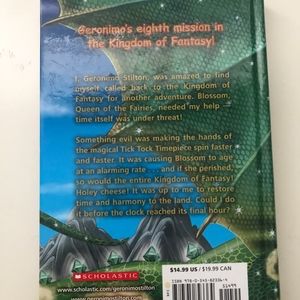 Geronimo's eighth mission in
the Kingdom of Fantasy!
I, Geronimo Stilton, was amazed to find
myself called back to the Kingdom of
Fantasy for another adventure. Blossom,
Queen of the Fairies, needed my help —
time itself was under threat!
Something evil was making the hands of
the magical Tick Tock Timepiece spin faster
and faster. It was causing Blossom to age
at an alarming rate . . . and if she perished,
so would the entire Kingdom of Fantasy!
Holey cheese! It was up to me to restore
time and harmony to the land. Could I do
it before the clock reached its final hour?
$14.99 US / $19.99 CAN
SCHOLASTIC
www.scholastic.com/geronimostilton
www.geronimostilton.com